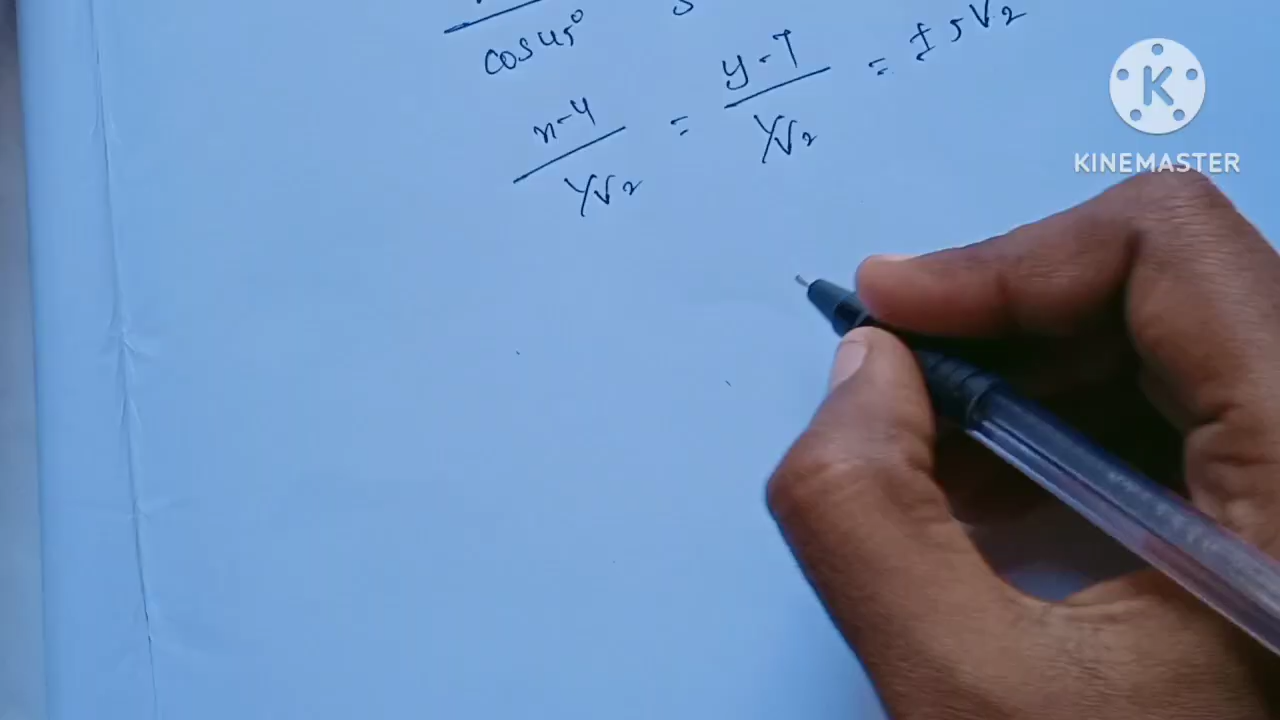 cos45°
x-4/1/√2 = y-7/1/√2 = ±5√2
KINEMASTER